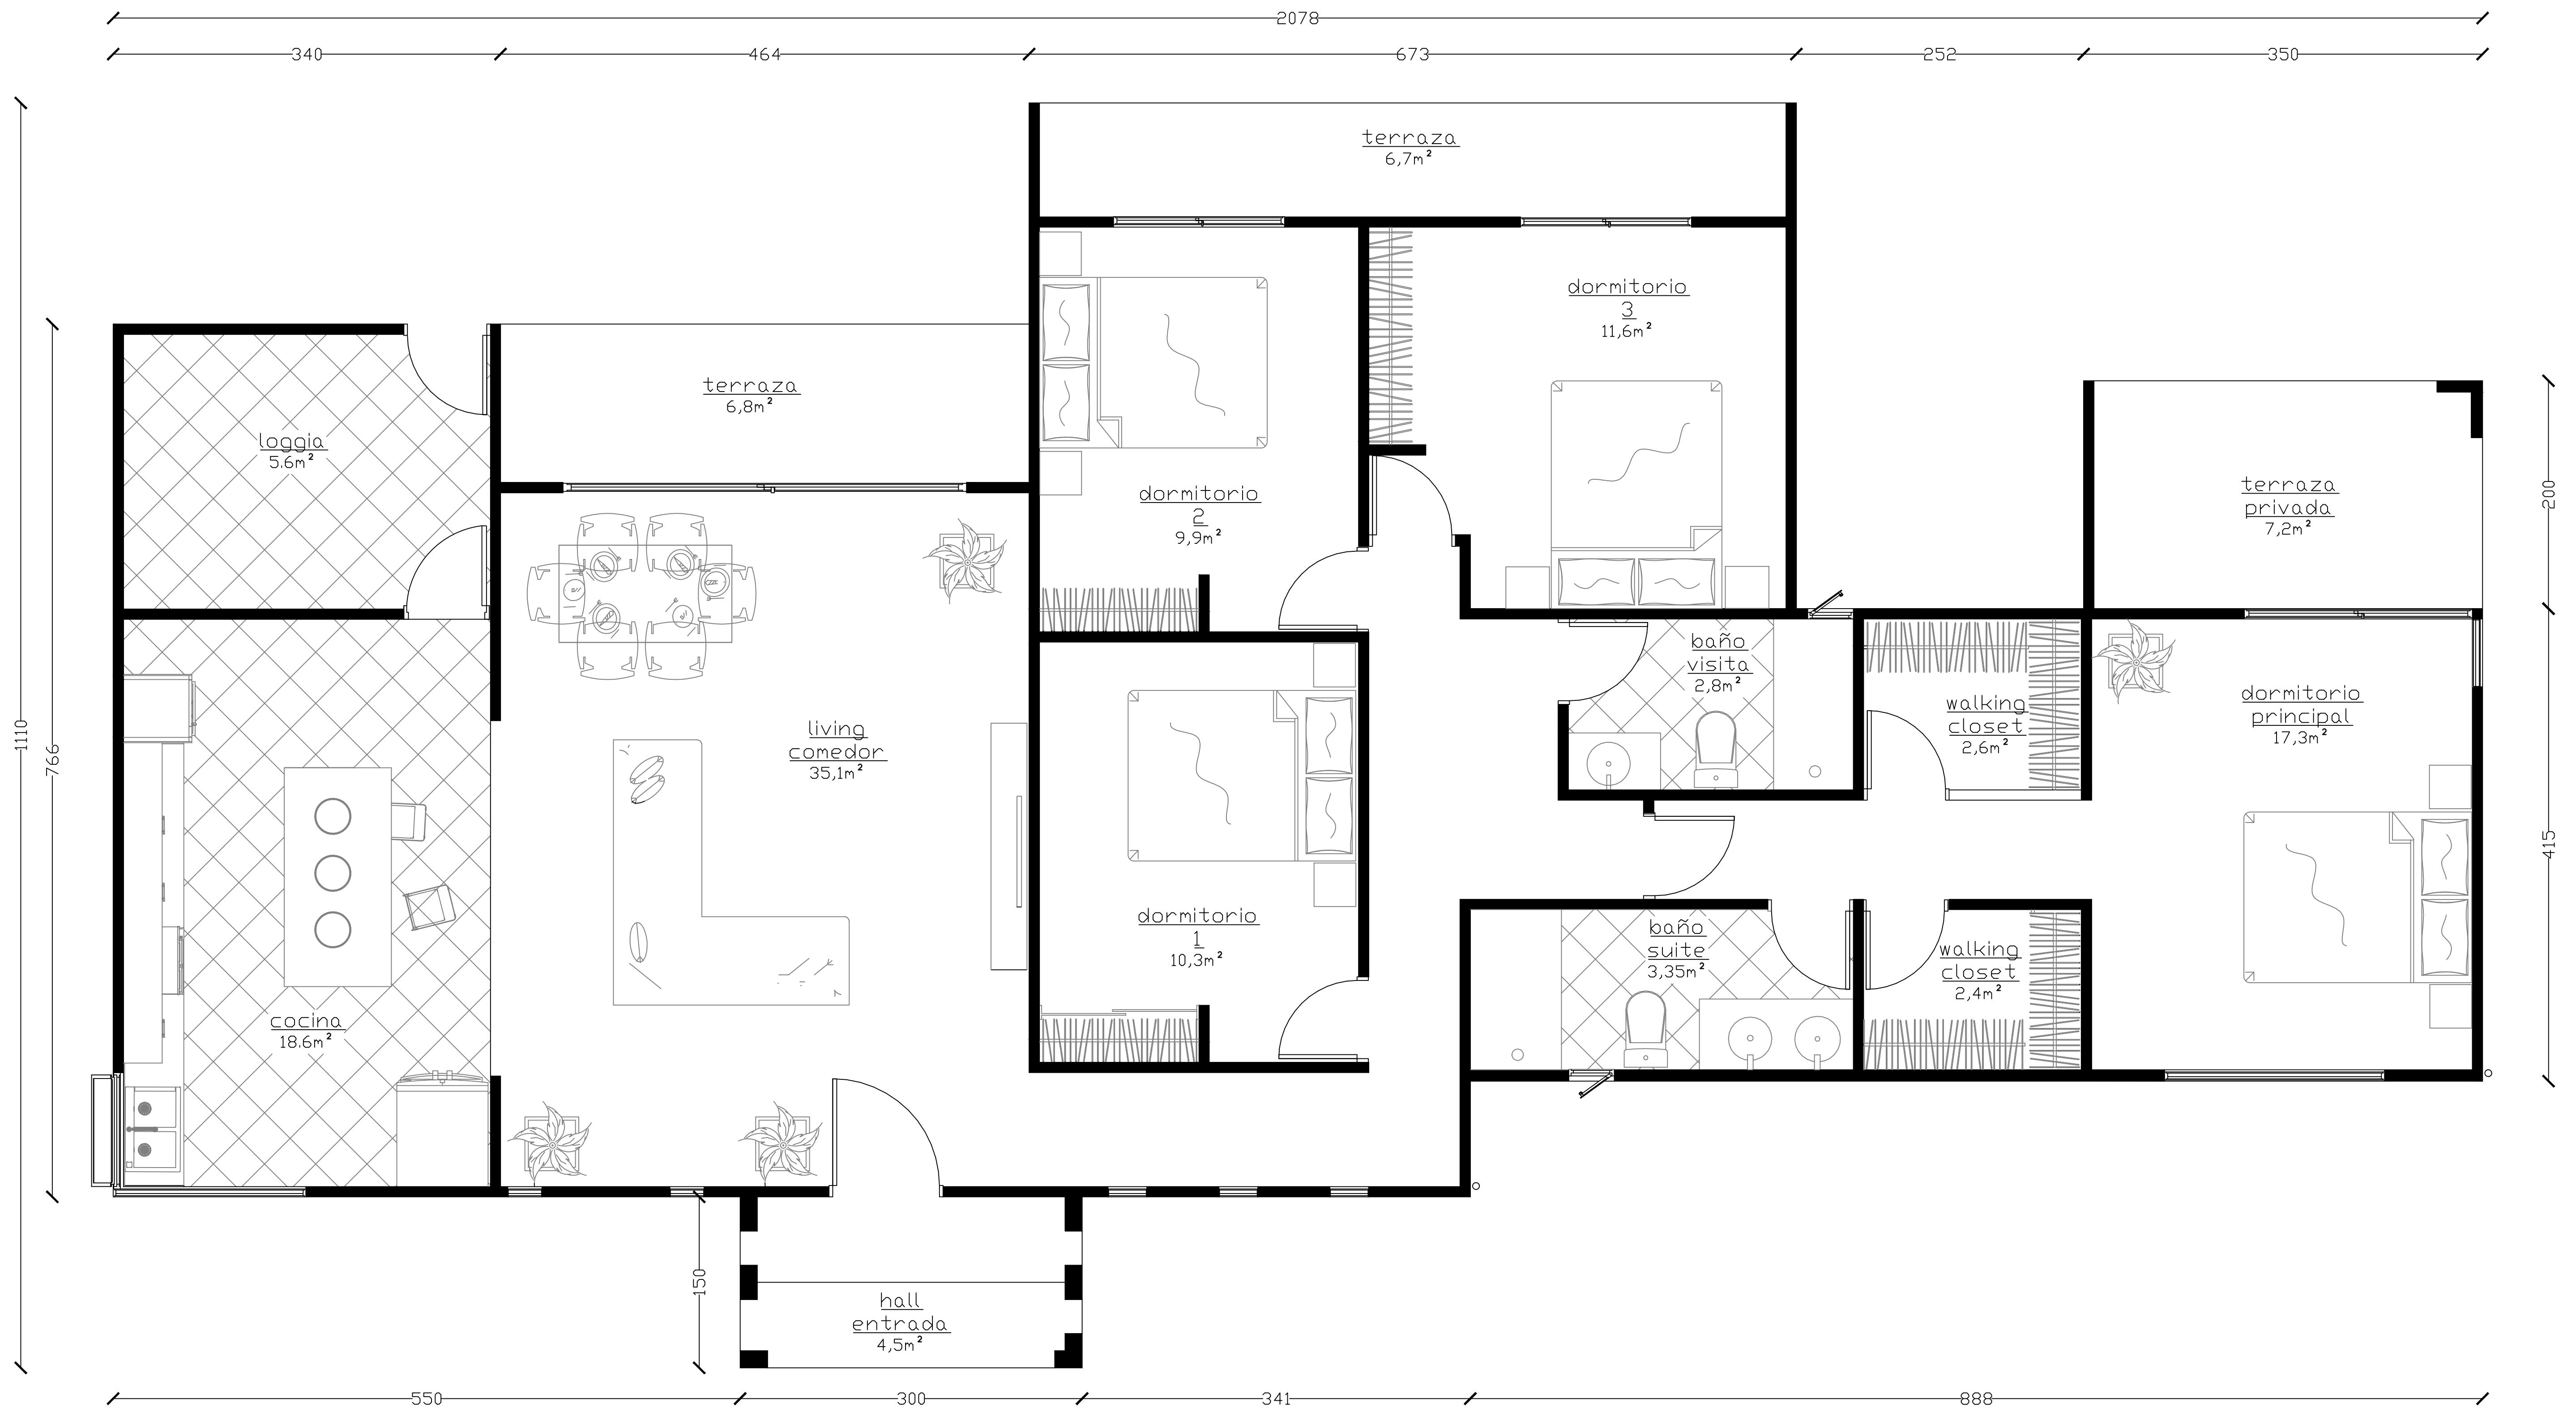 2078
340
464
673
252
350
terraza
6,7m²
dormitorio
3
11,6m²
terraza
6,8m²
loggia
5.6m²
dormitorio
2
9,9m²
terraza
privada
7,2m²
200
baño
visita
2,8m²
walking
closet
2,6m²
dormitorio
principal
17,3m²
living
comedor
35,1m²
1110
766
415
dormitorio
1
10,3m²
baño
suite
3,35m²
walking
closet
2,4m²
cocina
18.6m²
150
hall
entrada
4,5m²
550
300
341
888